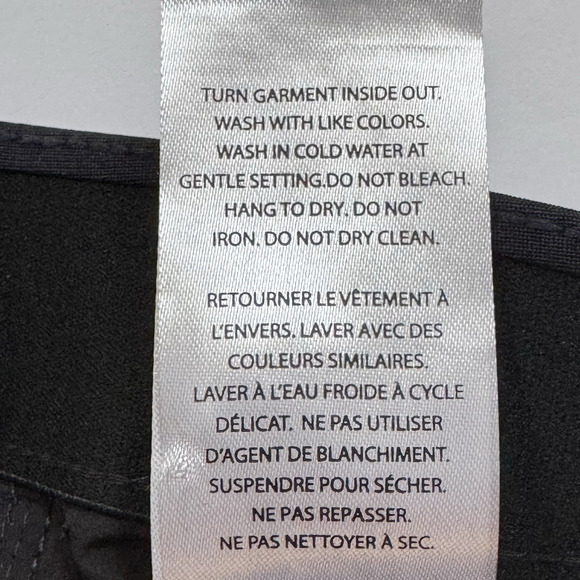 TURN GARMENT INSIDE OUT.
WASH WITH LIKE COLORS.
WASH IN COLD WATER AT
GENTLE SETTING.DO NOT BLEACH.
HANG TO DRY. DO NOT
IRON. DO NOT DRY CLEAN.
RETOURNER LE VÊTEMENT À
L'ENVERS. LAVER AVEC DES
COULEURS SIMILAIRES.
LAVER À L'EAU FROIDE À CYCLE
DÉLICAT. NE PAS UTILISER
D'AGENT DE BLANCHIMENT.
SUSPENDRE POUR SÉCHER.
NE PAS REPASSER.
NE PAS NETTOYER À SEC.